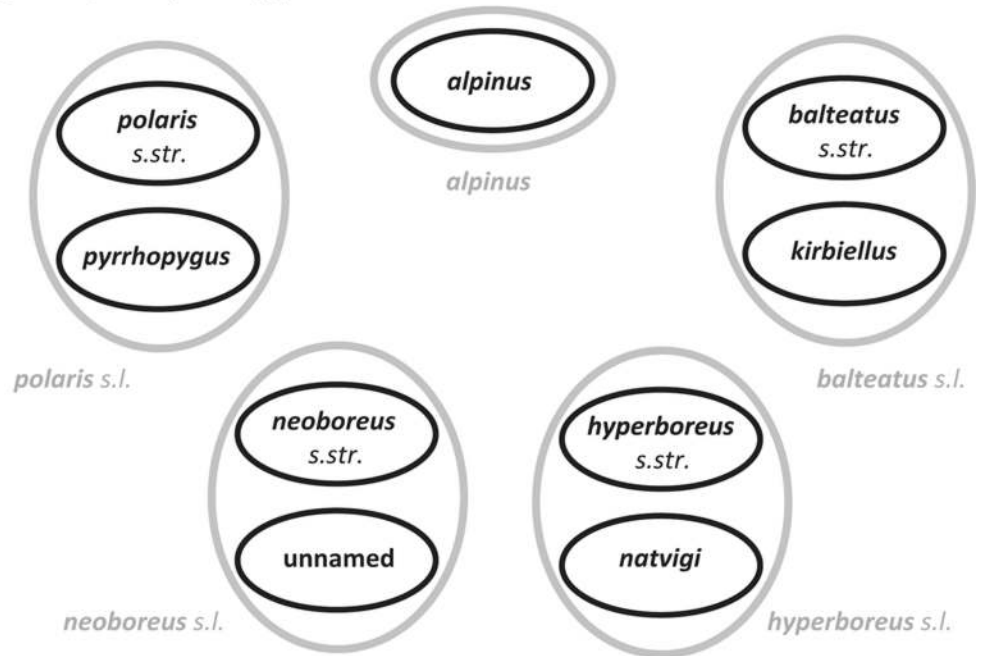 alpinus
alpinus
polaris
s.str.
pyrrhopygus
polaris s.l.
balteatus
s.str.
kirbiellus
balteatus s.l.
neoboreus
s.str.
unnamed
neoboreus s.l.
hyperboreus
s.str.
natvigi
hyperboreus s.l.